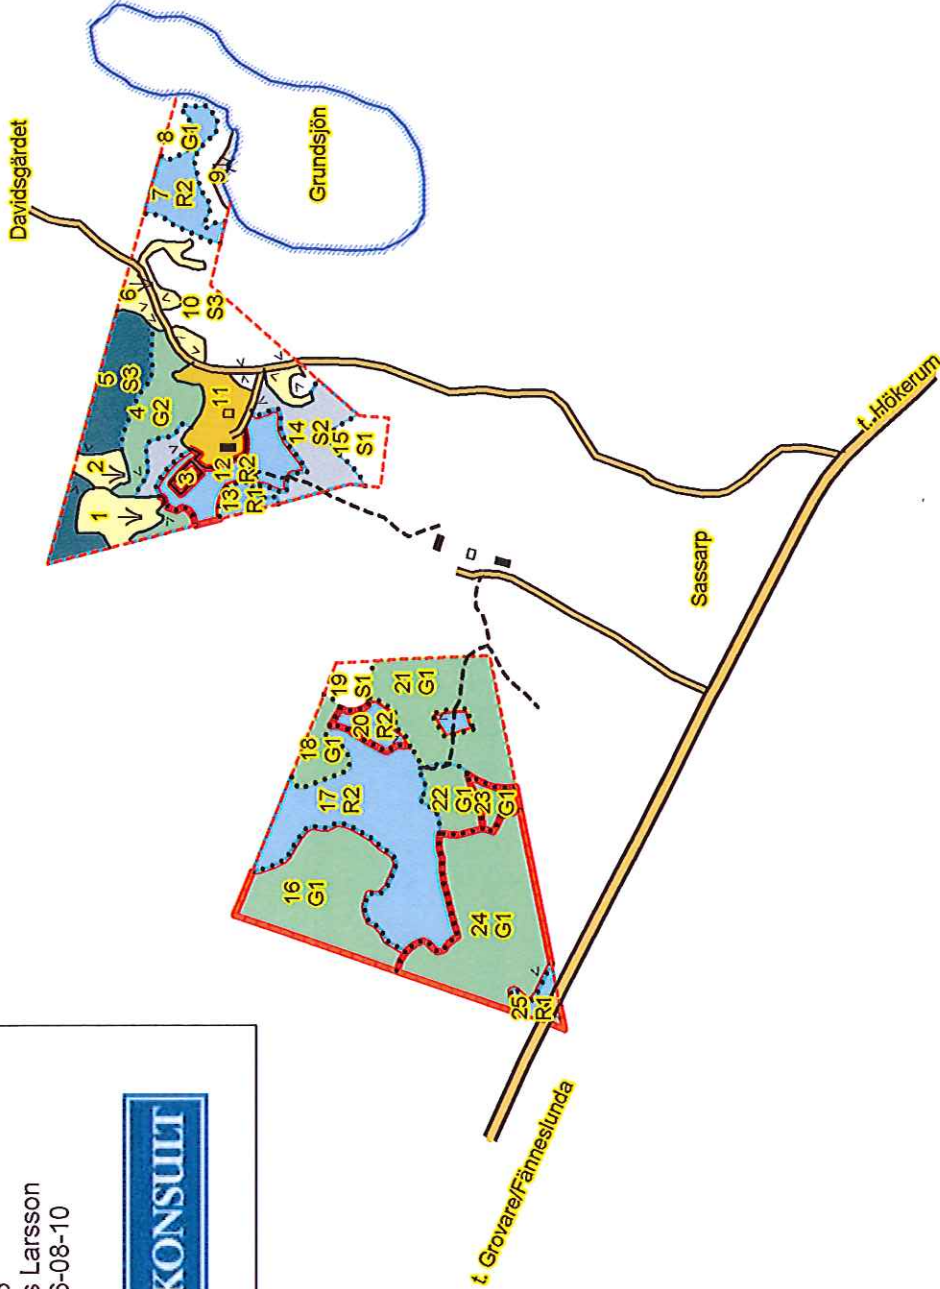 Davidsgärdet
Grundsjön
8
G1
7
R2
9
6
10
S3
5
S3
4
G2
11
2
1
3
12
R2
13
R1
14
S2
15
S1
t. Hökerum
Sassarp
19
S1
20
R2
21
G1
18
G1
17
R2
22
G1
23
G1
16
G1
24
G1
25
R1
t. Grovare/Fänneslunda
Larsson
-08-10
KONSULT